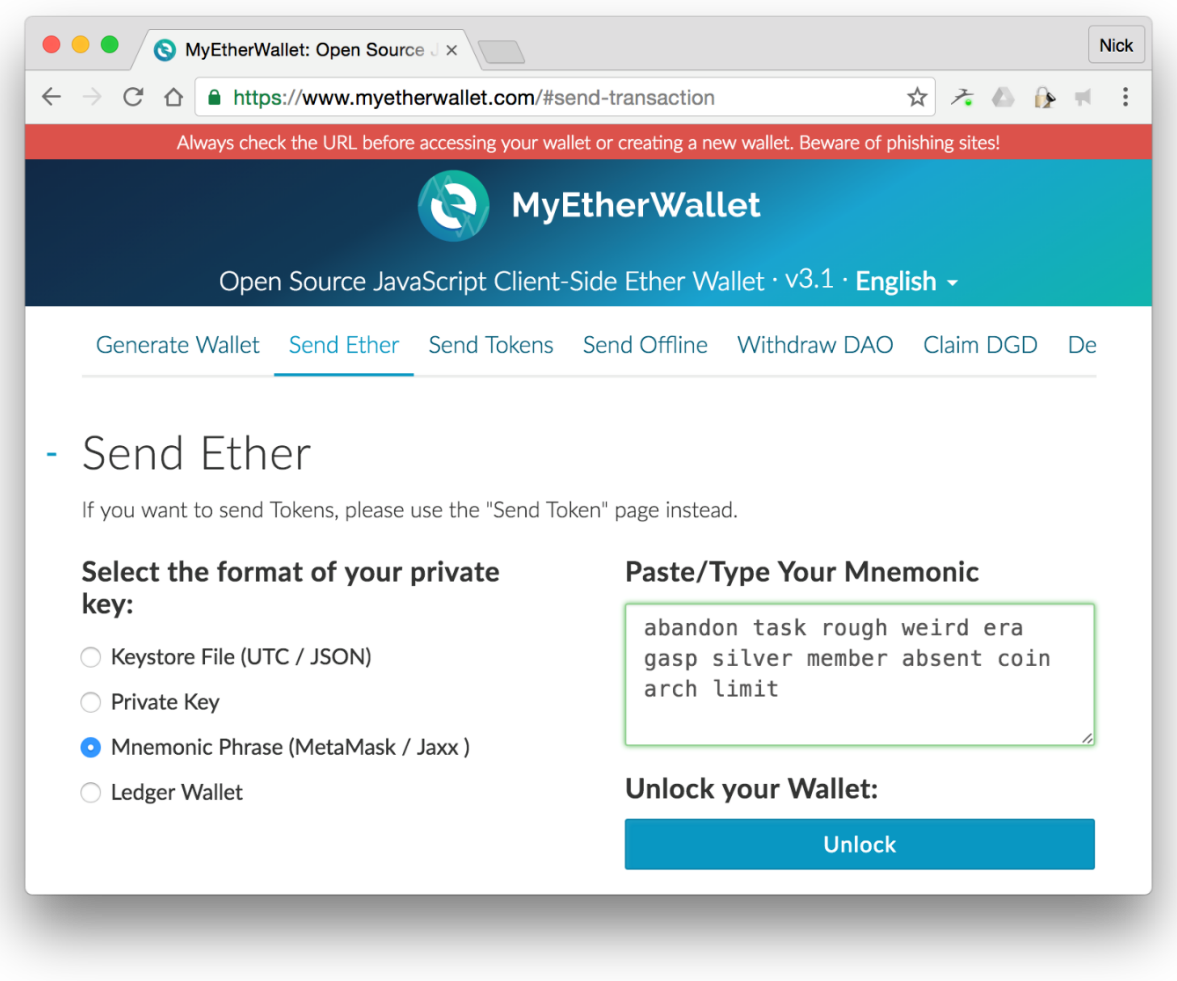 MyEtherWallet: Open Source J
Nick
https://www.myetherwallet.com/#send-transaction
Always check the URL before accessing your wallet or creating a new wallet. Beware of phishing sites!
MyEtherWallet
Open Source JavaScript Client-Side Ether Wallet · v3.1 · English
Generate Wallet Send Ether Send Tokens Send Offline Withdraw DAO Claim DGD De
- Send Ether
If you want to send Tokens, please use the "Send Token" page instead.
Select the format of your private
key:
Keystore File (UTC / JSON)
Private Key
Mnemonic Phrase (MetaMask / Jaxx )
Ledger Wallet
Paste/Type Your Mnemonic
abandon task rough weird era
gasp silver member absent coin
arch limit
Unlock your Wallet:
Unlock